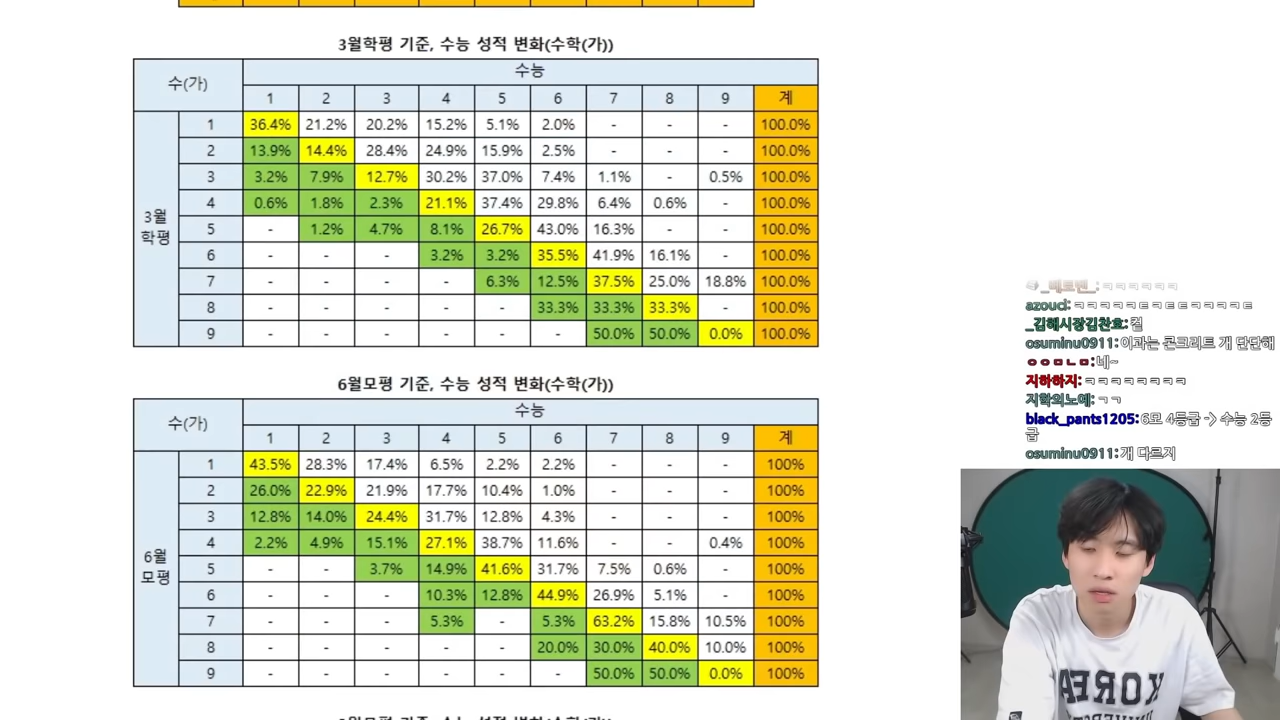 3월학평 기준, 수능 성적 변화(수학(가))
수(가) 수능
1 2 3 4 5 6 7 8 9 계
3월 학평
1 36.4% 21.2% 20.2% 15.2% 5.1% 2.0% - - - 100.0%
2 13.9% 14.4% 28.4% 24.9% 15.9% 2.5% - - - 100.0%
3 3.2% 7.9% 12.7% 30.2% 37.0% 7.4% 1.1% - 0.5% 100.0%
4 0.6% 1.8% 2.3% 21.1% 37.4% 29.8% 6.4% 0.6% - 100.0%
5 - 1.2% 4.7% 8.1% 26.7% 43.0% 16.3% - - 100.0%
6 - - - 3.2% 3.2% 35.5% 41.9% 16.1% - 100.0%
7 - - - - 6.3% 12.5% 37.5% 25.0% 18.8% 100.0%
8 - - - - - 33.3% 33.3% 33.3% - 100.0%
9 - - - - - - 50.0% 50.0% 0.0% 100.0%
6월모평 기준, 수능 성적 변화(수학(가))
수(가) 수능
1 2 3 4 5 6 7 8 9 계
6월 모평
1 43.5% 28.3% 17.4% 6.5% 2.2% 2.2% - - - 100%
2 26.0% 22.9% 21.9% 17.7% 10.4% 1.0% - - - 100%
3 12.8% 14.0% 24.4% 31.7% 12.8% 4.3% - - - 100%
4 2.2% 4.9% 15.1% 27.1% 38.7% 11.6% - - 0.4% 100%
5 - - 3.7% 14.9% 41.6% 31.7% 7.5% 0.6% - 100%
6 - - - 10.3% 12.8% 44.9% 26.9% 5.1% - 100%
7 - - - 5.3% - 5.3% 63.2% 15.8% 10.5% 100%
8 - - - - - 20.0% 30.0% 40.0% 10.0% 100%
9 - - - - - - 50.0% 50.0% 0.0% 100%
ㅋㅋㅋㅋㅋㅋ
azouci: ㅋㅋㅋㅋㅋㅌㅋㅌㅌㅋㅋㅋㅋㅌ
_김해시장김찬호: 컬
osuminu0911: 이과는 콘크리트 개 단단해
ㅇㅇㅁㄴㅁ: 네~
지하하지: ㅋㅋㅋㅋㅋㅋㅋㅋ
지학의노예: ㄱㄱ
black_pants1205: 6모 4등급 -> 수능 2등
급
osuminu0911: 개 다르지
KOREA